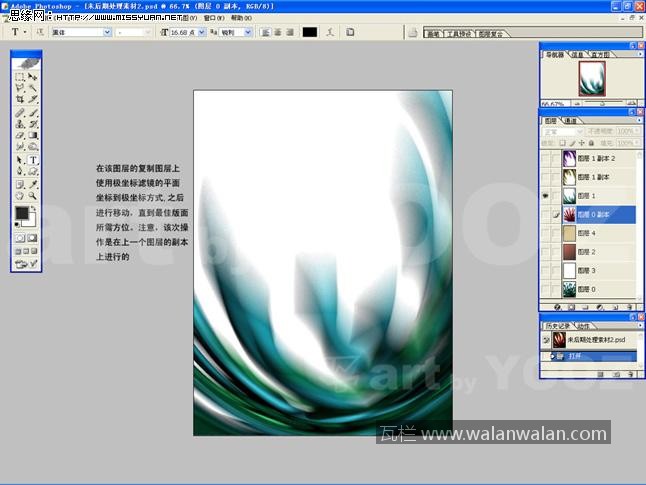 Adobe Photoshop - [未后期处理素材2.psd @ 66.7% (图层 0 副本, RGB/8)]
思缘网:www.MISSYUAN.NET
窗口(W) 帮助(H)
T 黑体 16.68 点 锐利
画笔 工具预设 图层复合
导航器 信息 直方图
66.67%
图层 通道
正常 不透明度: 100%
锁定: 填充: 100%
图层 1 副本 2
图层 1 副本
图层 1
图层 0 副本
图层 4
图层 2
图层 3
图层 0
历史记录 动作
未后期处理素材2.psd
打开
在该图层的复制图层上
使用极坐标滤镜的平面
坐标到极坐标方式,之后
进行移动,直到最佳版面
所需方位。注意,该次操
作是在上一个图层的副本
上进行的
art by YOOZ
art by YOOZ
瓦栏 www.walanwalan.com